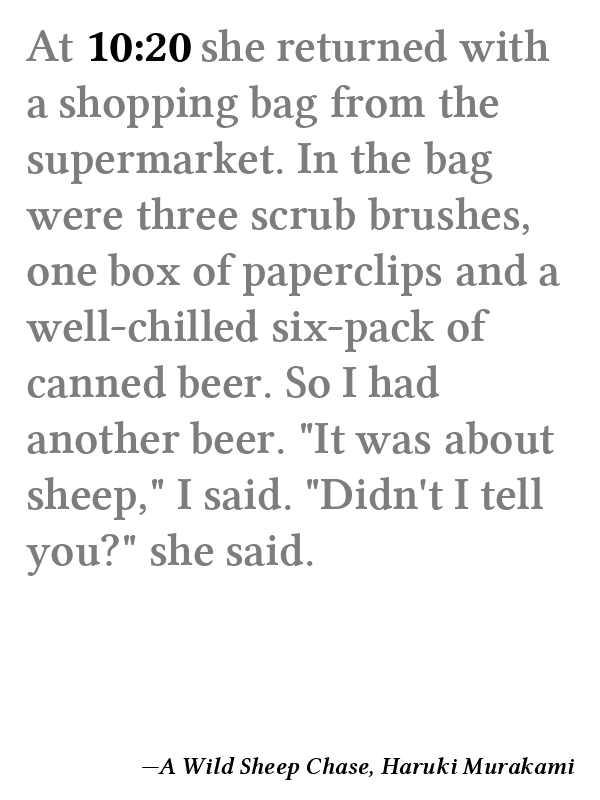 At 10:20 she returned with
a shopping bag from the
supermarket. In the bag
were three scrub brushes,
one box of paperclips and a
well-chilled six-pack of
canned beer. So I had
another beer. "It was about
sheep," I said. "Didn't I tell
you?" she said.
—A Wild Sheep Chase, Haruki Murakami